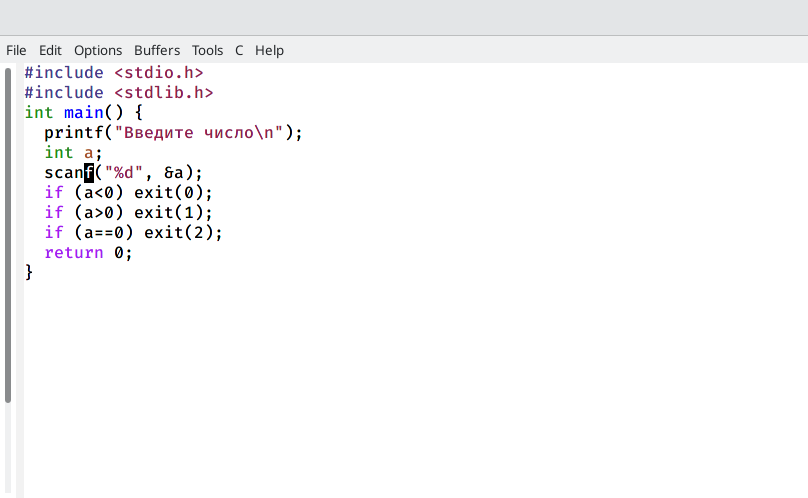 File Edit Options Buffers Tools C Help
#include <stdio.h>
#include <stdlib.h>
int main() {
  printf("Введите число\n");
  int a;
  scanf("%d", &a);
  if (a<0) exit(0);
  if (a>0) exit(1);
  if (a==0) exit(2);
  return 0;
}